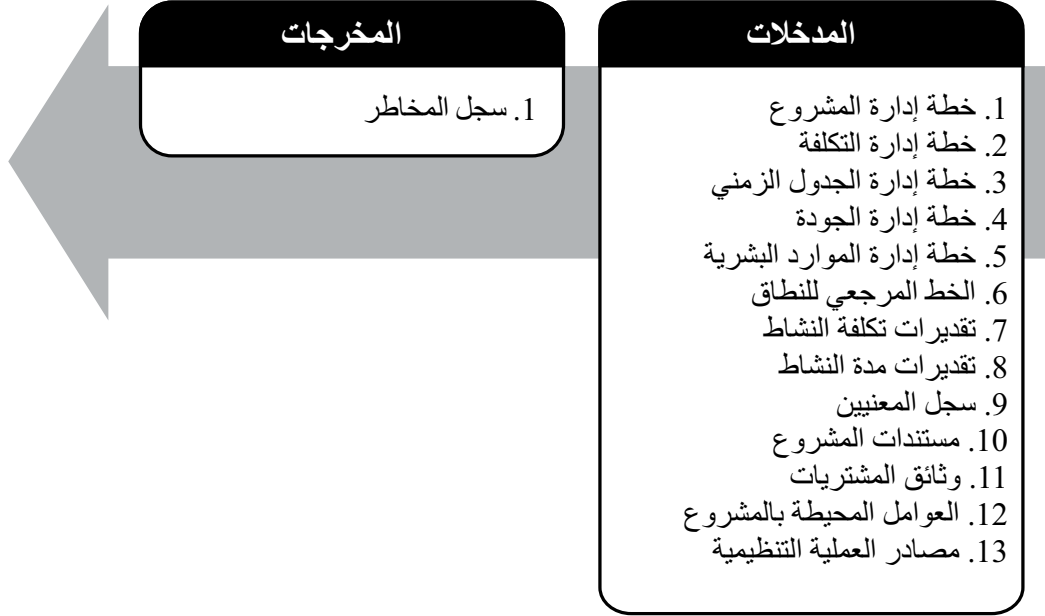 المدخلات
1. خطة إدارة المشروع
2. خطة إدارة التكلفة
3. خطة إدارة الجدول الزمني
4. خطة إدارة الجودة
5. خطة إدارة الموارد البشرية
6. الخط المرجعي للنطاق
7. تقديرات تكلفة النشاط
8. تقديرات مدة النشاط
9. سجل المعنيين
10. مستندات المشروع
11. وثائق المشتريات
12. العوامل المحيطة بالمشروع
13. مصادر العملية التنظيمية
المخرجات
1. سجل المخاطر